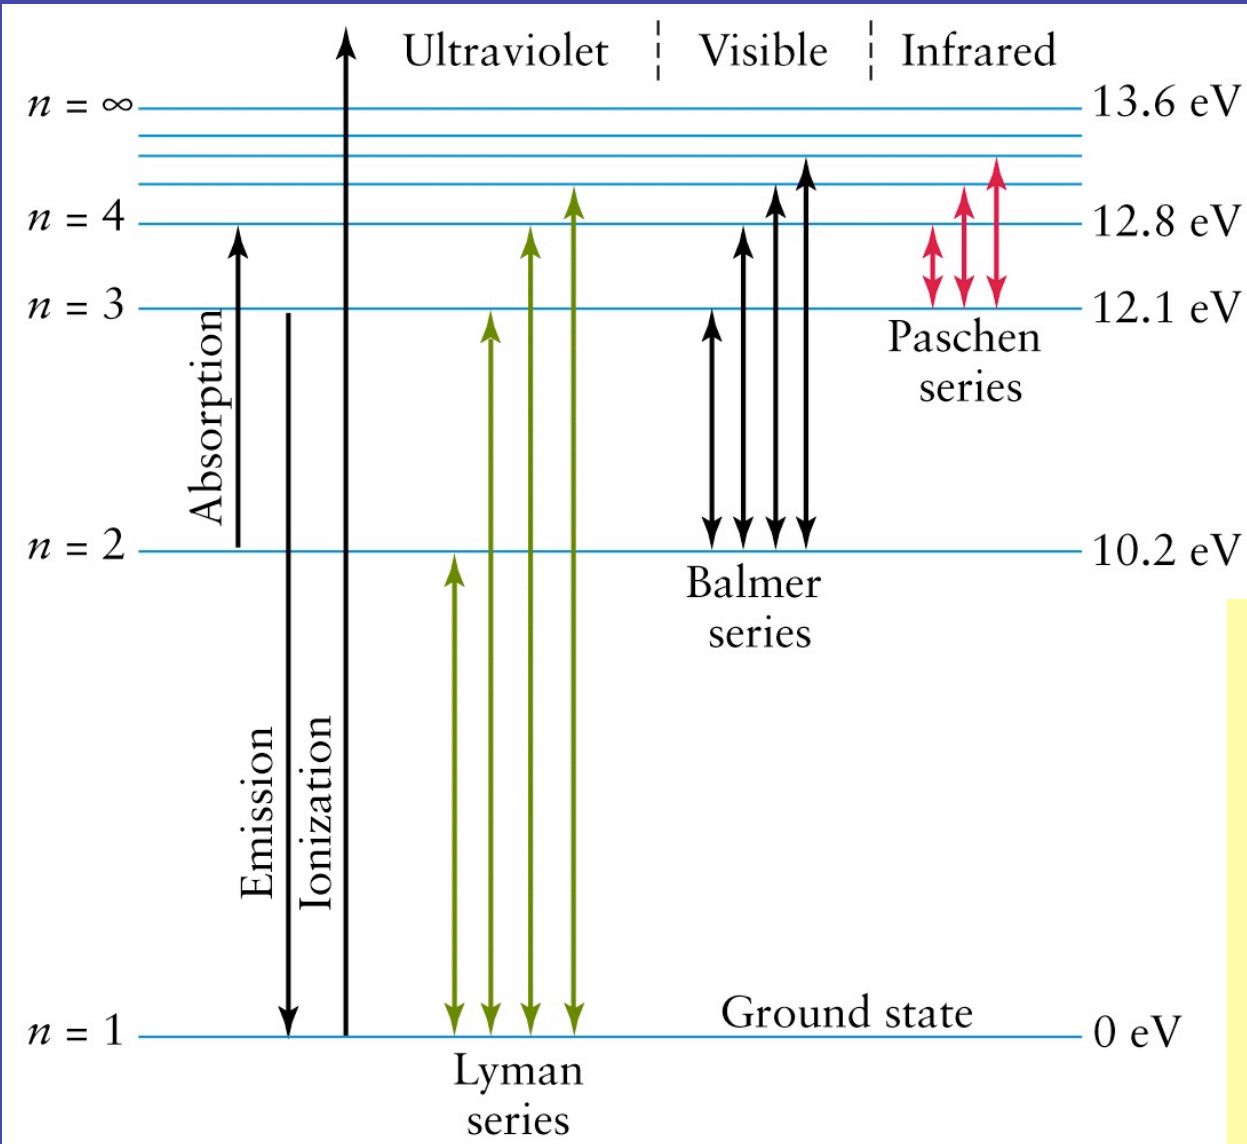 Ultraviolet
Visible
Infrared
n = ∞
13.6 eV
n = 4
12.8 eV
n = 3
12.1 eV
Paschen
series
Absorption
n = 2
10.2 eV
Balmer
series
Emission
Ionization
Ground state
n = 1
0 eV
Lyman
series